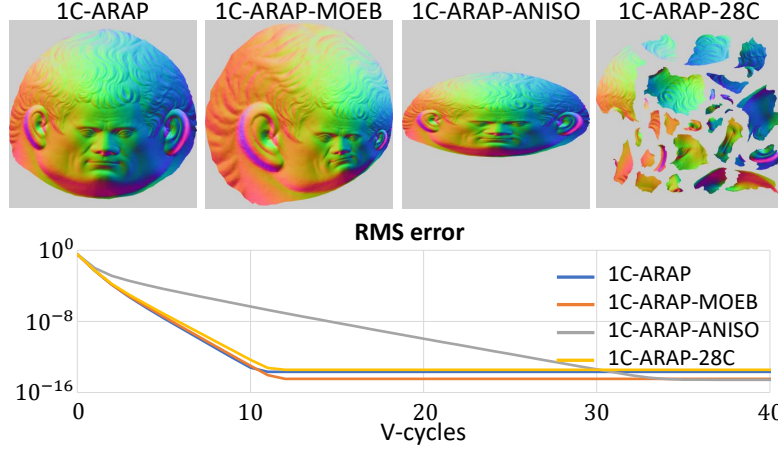 1C-ARAP 1C-ARAP-MOEB 1C-ARAP-ANISO 1C-ARAP-28C
RMS error
10^0
10^-8
10^-16
1C-ARAP
1C-ARAP-MOEB
1C-ARAP-ANISO
1C-ARAP-28C
0 10 20 30 40
V-cycles